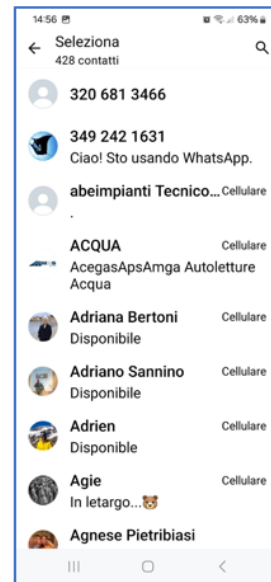 14:56 63%
Seleziona
428 contatti
320 681 3466
349 242 1631
Ciao! Sto usando WhatsApp.
abeimpianti Tecnico... Cellulare
.
ACQUA Cellulare
AcegasApsAmga Autoletture
Acqua
Adriana Bertoni Cellulare
Disponibile
Adriano Sannino Cellulare
Disponibile
Adrien Cellulare
Disponible
Agie Cellulare
In letargo...🐻
Agnese Pietribiasi